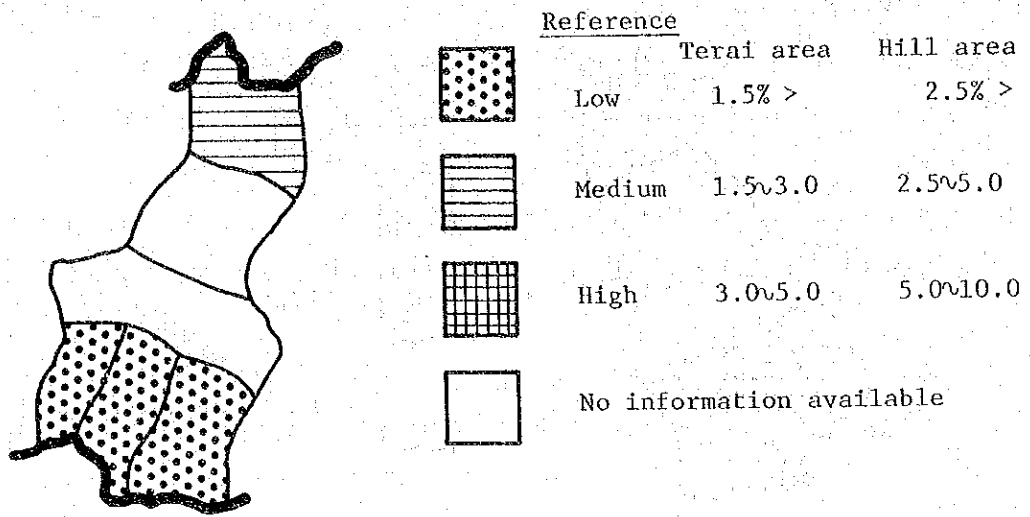 Reference
Terai area Hill area
Low 1.5% > 2.5% >
Medium 1.5∿3.0 2.5∿5.0
High 3.0∿5.0 5.0∿10.0
No information available